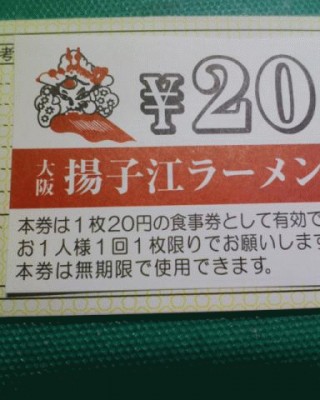 考
¥20
大阪 揚子江ラーメン
本券は1枚20円の食事券として有効で
お1人様1回1枚限りでお願いします
本券は無期限で使用できます。